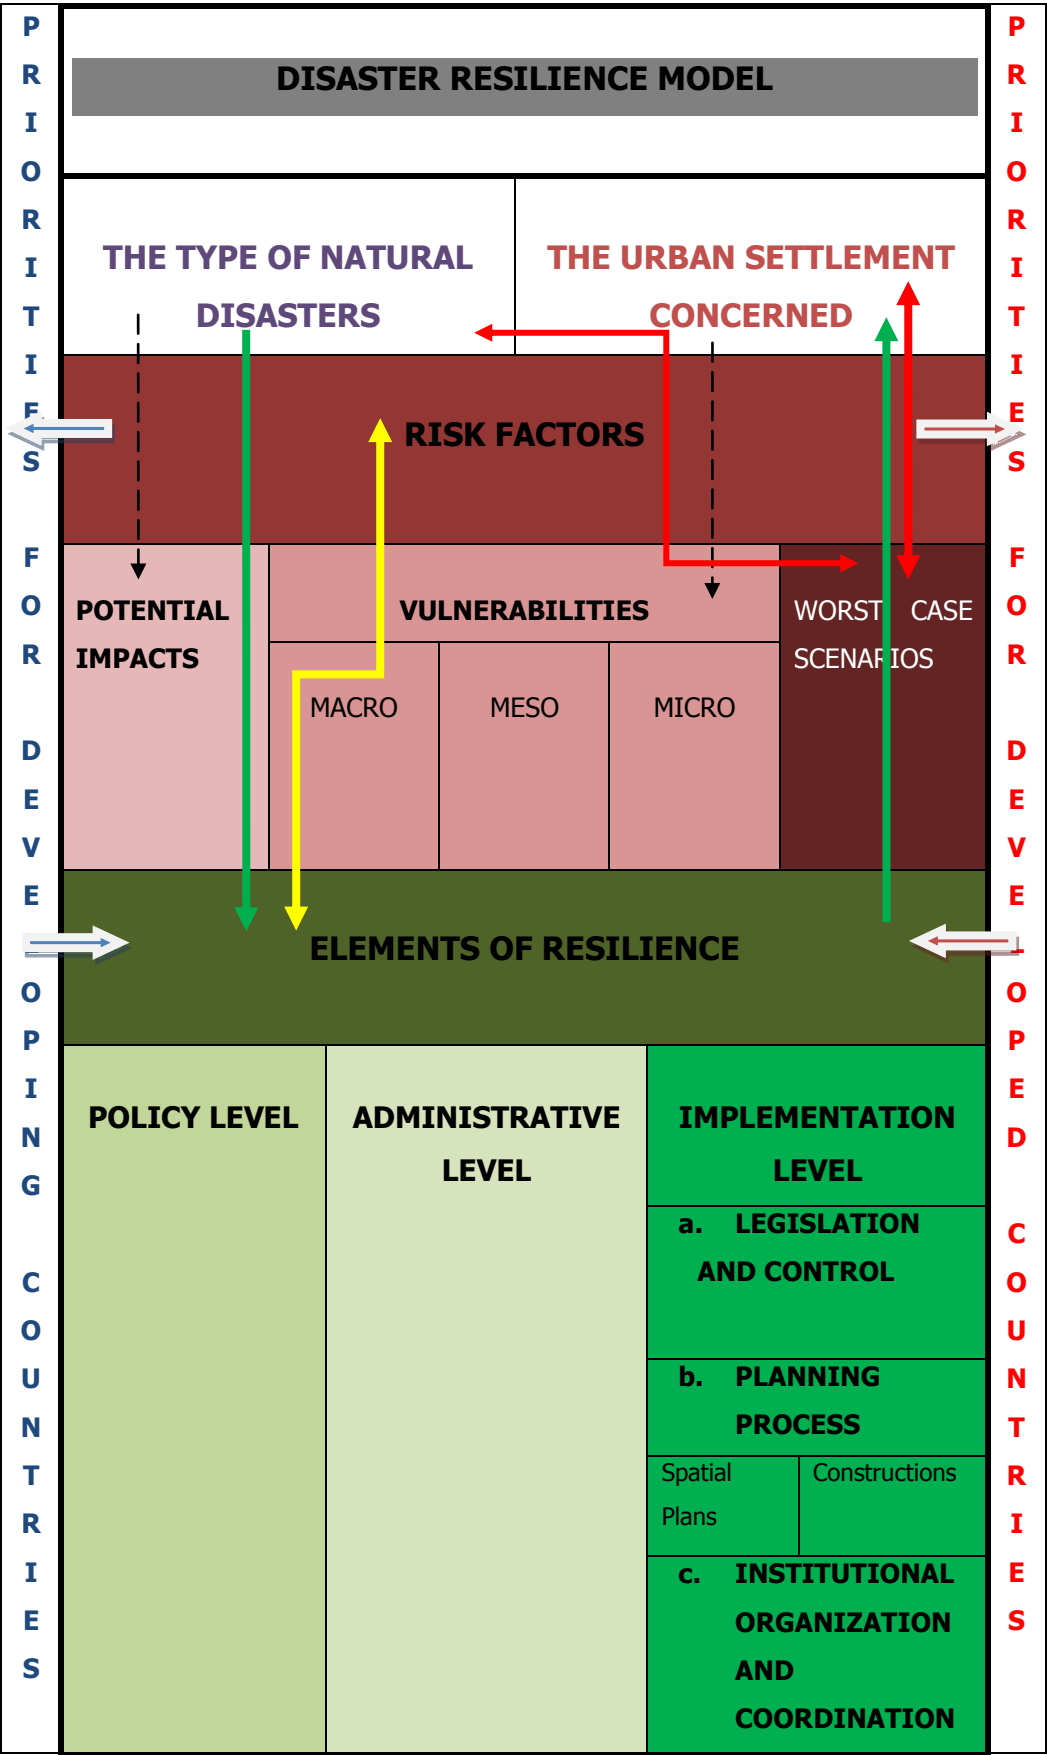 PRIORITIES FOR DEVELOPING COUNTRIES
DISASTER RESILIENCE MODEL
THE TYPE OF NATURAL
DISASTERS
THE URBAN SETTLEMENT
CONCERNED
RISK FACTORS
POTENTIAL
IMPACTS
VULNERABILITIES
MACRO
MESO
MICRO
WORST CASE
SCENARIOS
ELEMENTS OF RESILIENCE
POLICY LEVEL
ADMINISTRATIVE
LEVEL
IMPLEMENTATION
LEVEL
a. LEGISLATION
AND CONTROL
b. PLANNING
PROCESS
Spatial
Plans
Constructions
c. INSTITUTIONAL
ORGANIZATION
AND
COORDINATION
PRIORITIES FOR DEVELOPED COUNTRIES